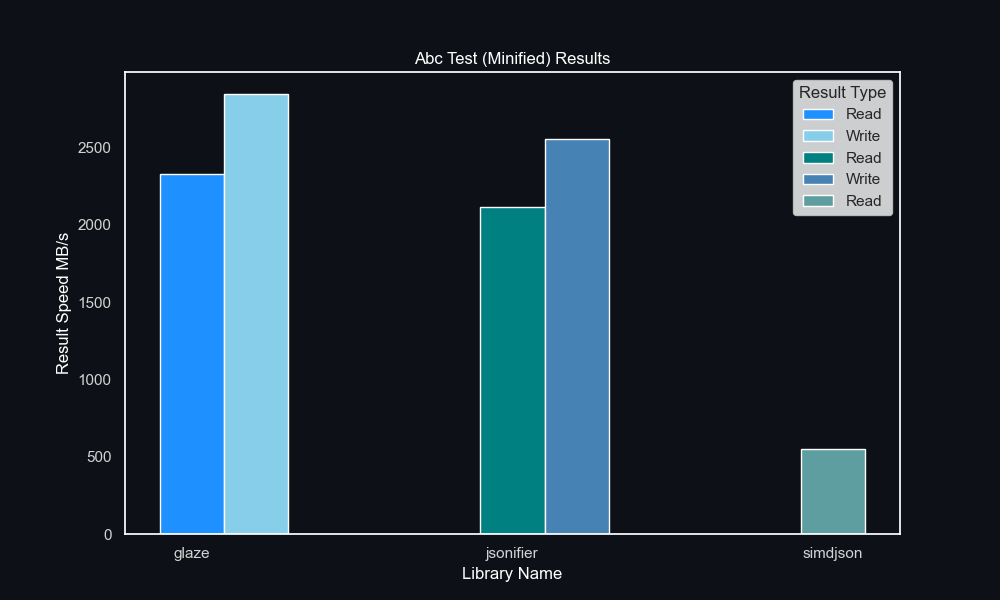 Abc Test (Minified) Results
Result Speed MB/s
2500
2000
1500
1000
500
0
Result Type
Read
Write
Read
Write
Read
glaze
jsonifier
simdjson
Library Name